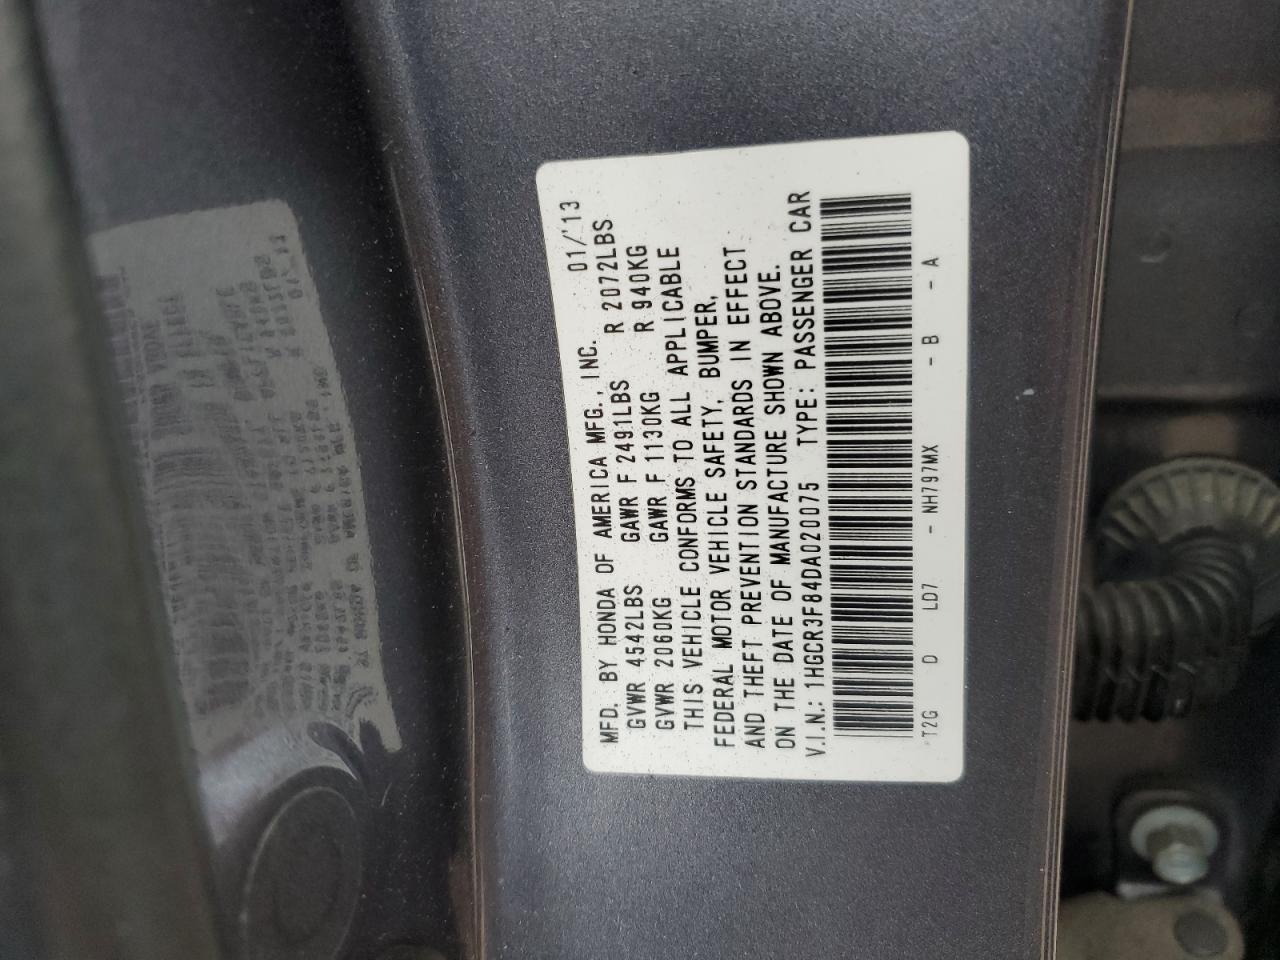 MFD. BY HONDA OF AMERICA MFG., INC. 01/'13
GVWR 4542LBS GAWR F 2491LBS R 2072LBS
GVWR 2060KG GAWR F 1130KG R 940KG
THIS VEHICLE CONFORMS TO ALL APPLICABLE
FEDERAL MOTOR VEHICLE SAFETY, BUMPER,
AND THEFT PREVENTION STANDARDS IN EFFECT
ON THE DATE OF MANUFACTURE SHOWN ABOVE.
V.I.N.: 1HGCR3F84DA020075 TYPE: PASSENGER CAR
*T2G D LD7 - NH797MX - B - A